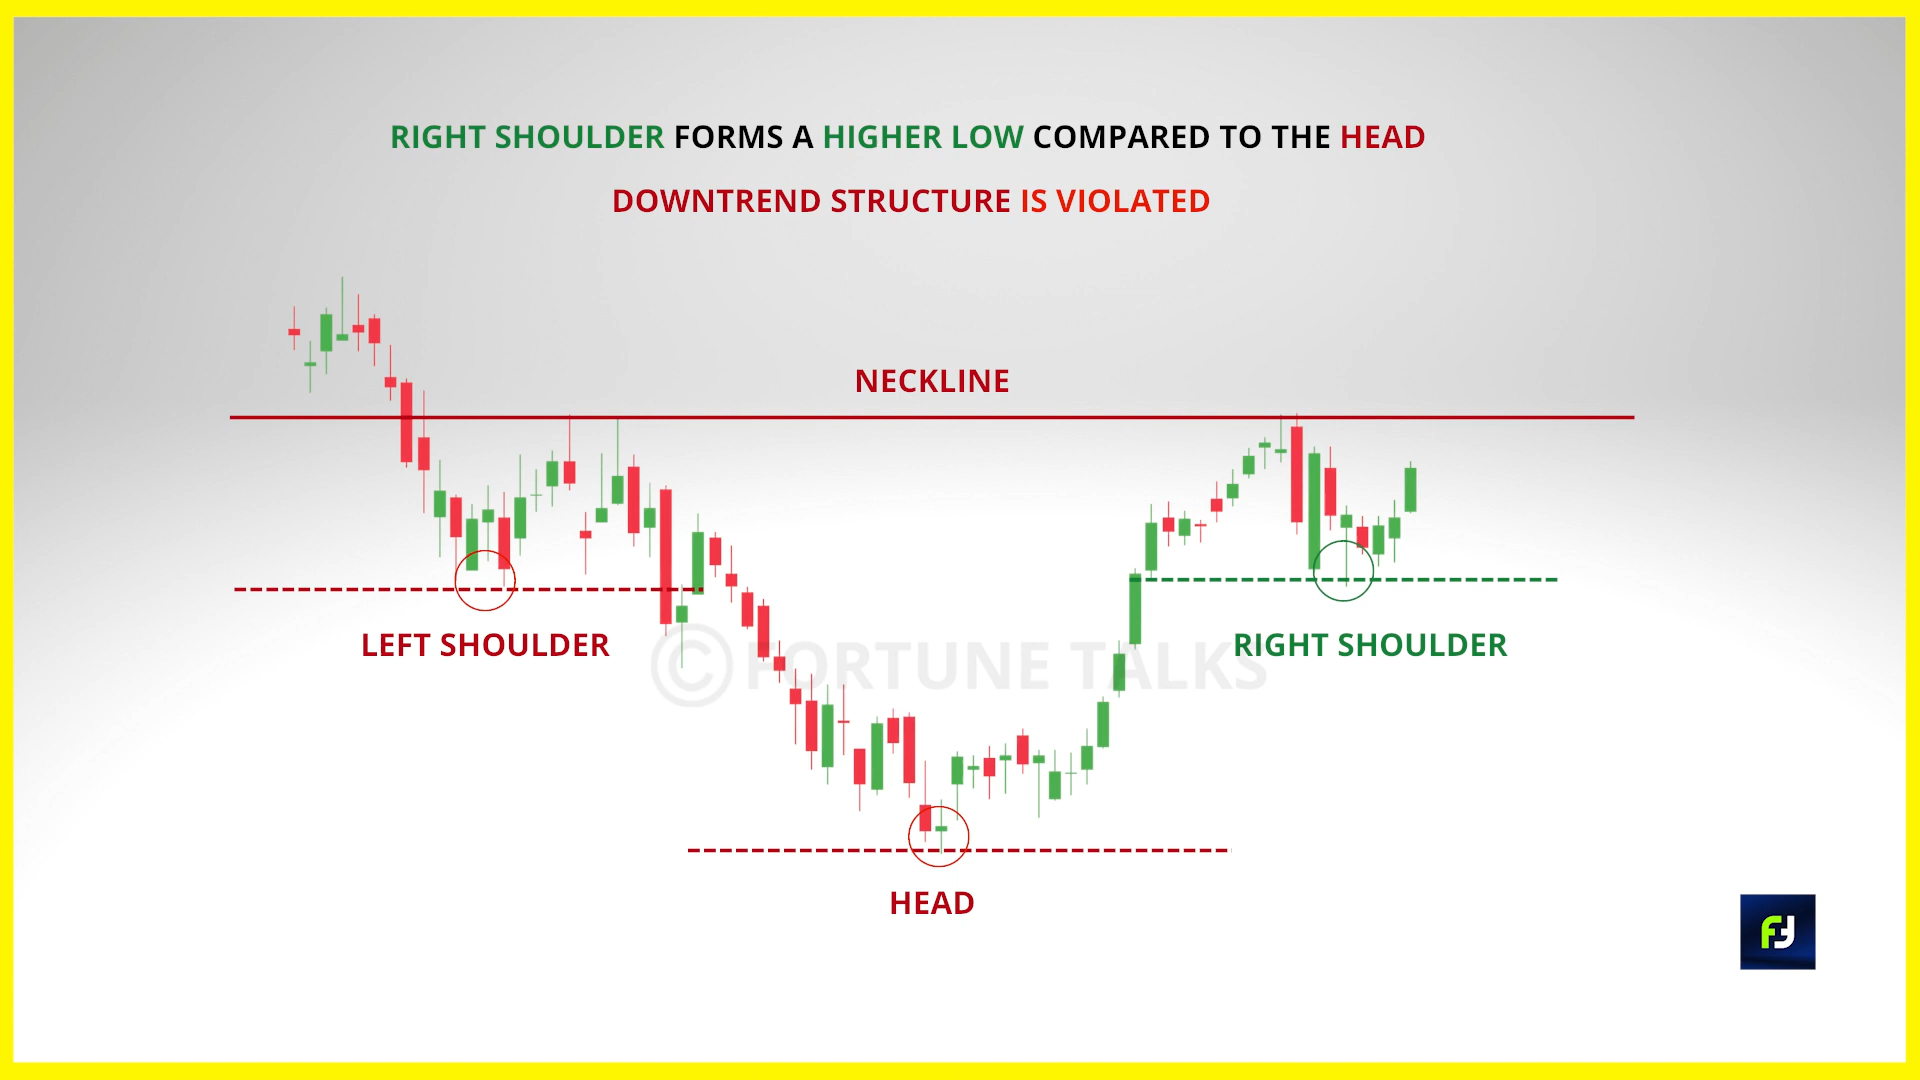 RIGHT SHOULDER FORMS A HIGHER LOW COMPARED TO THE HEAD
DOWNTREND STRUCTURE IS VIOLATED
NECKLINE
LEFT SHOULDER
© FORTUNE TALKS
RIGHT SHOULDER
HEAD